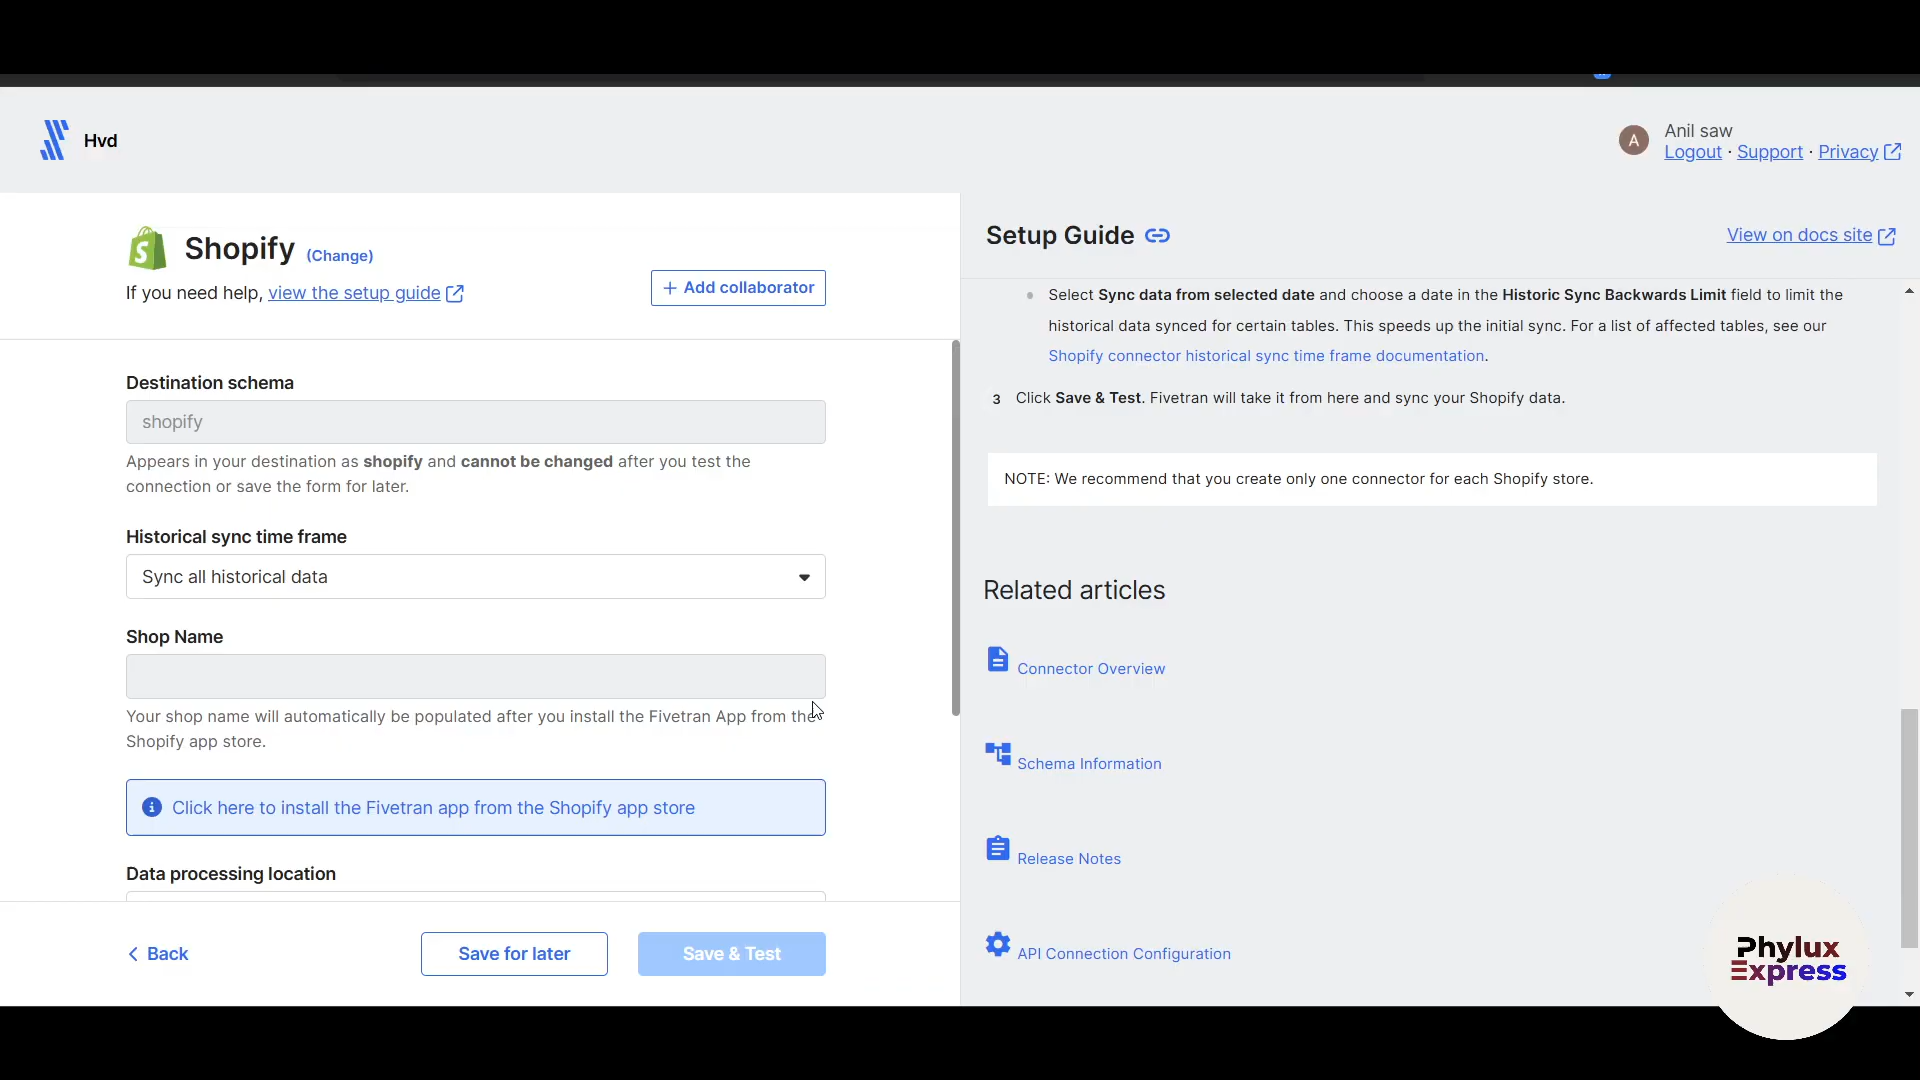 Hvd
A
Anil saw
Logout · Support · Privacy
Shopify (Change)
If you need help, view the setup guide
+ Add collaborator
Destination schema
shopify
Appears in your destination as shopify and cannot be changed after you test the
connection or save the form for later.
Historical sync time frame
Sync all historical data
Shop Name
Your shop name will automatically be populated after you install the Fivetran App from the
Shopify app store.
Click here to install the Fivetran app from the Shopify app store
Data processing location
Back
Save for later
Save & Test
Setup Guide
View on docs site
Select Sync data from selected date and choose a date in the Historic Sync Backwards Limit field to limit the
historical data synced for certain tables. This speeds up the initial sync. For a list of affected tables, see our
Shopify connector historical sync time frame documentation.
3 Click Save & Test. Fivetran will take it from here and sync your Shopify data.
NOTE: We recommend that you create only one connector for each Shopify store.
Related articles
Connector Overview
Schema Information
Release Notes
API Connection Configuration
Phylux
Express